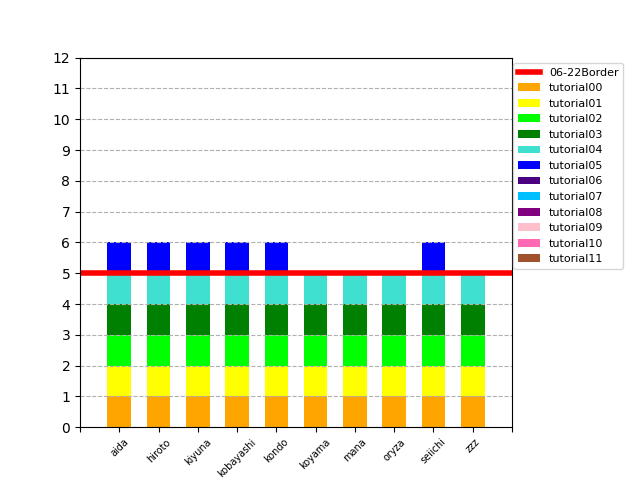 12
11
10
9
8
7
6
5
4
3
2
1
0
aida
hiroto
kiyuna
kobayashi
kondo
koyama
mana
oryza
seiichi
zzz
06-22Border
tutorial00
tutorial01
tutorial02
tutorial03
tutorial04
tutorial05
tutorial06
tutorial07
tutorial08
tutorial09
tutorial10
tutorial11